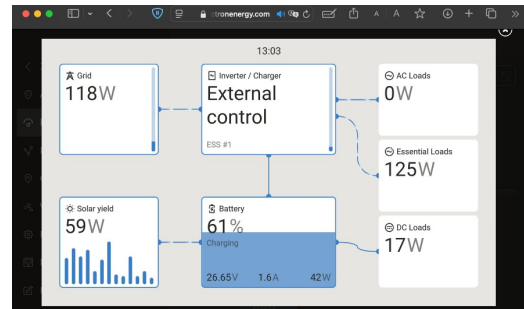 tronenergy.com
13:03
Grid
118W
Inverter / Charger
External
control
ESS #1
AC Loads
0W
Essential Loads
125W
Solar yield
59W
Battery
61%
Charging
26.65V 1.6A 42W
DC Loads
17W